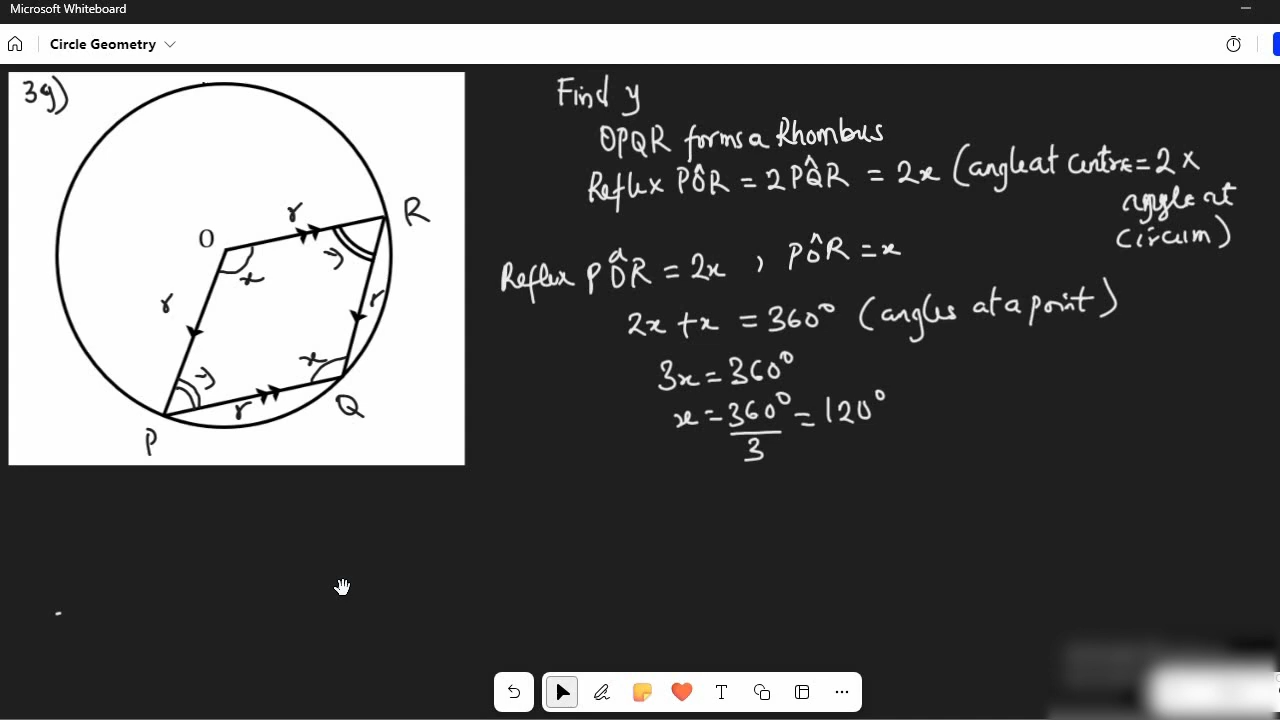 Microsoft Whiteboard
Circle Geometry
3g)
O
r
R
x
r
r
x
r
Q
P
Find y
OPQR forms a Rhombus
Reflex PÔR = 2PQ̂R = 2x (angle at centre = 2 x
angle at
circum)
Reflex PÔR = 2x , PÔR = x
2x + x = 360° (angles at a point)
3x = 360°
x = 360° = 120°
3
T